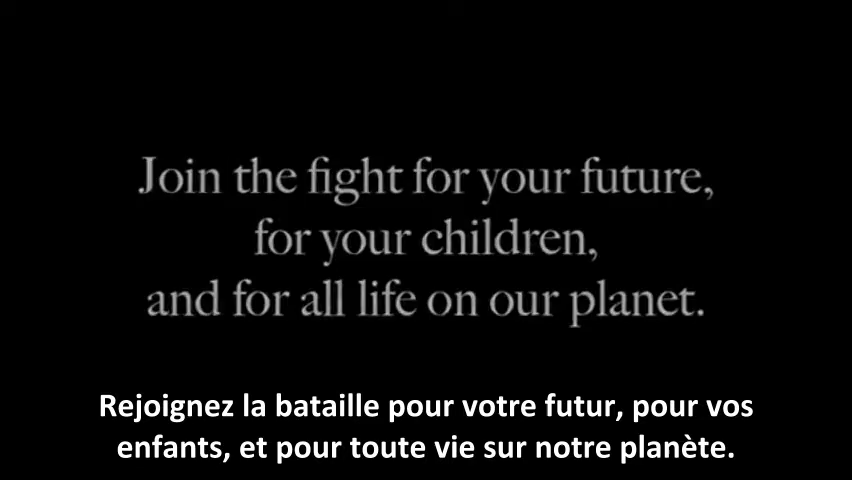 Join the fight for your future,
for your children,
and for all life on our planet.
Rejoignez la bataille pour votre futur, pour vos
enfants, et pour toute vie sur notre planète.